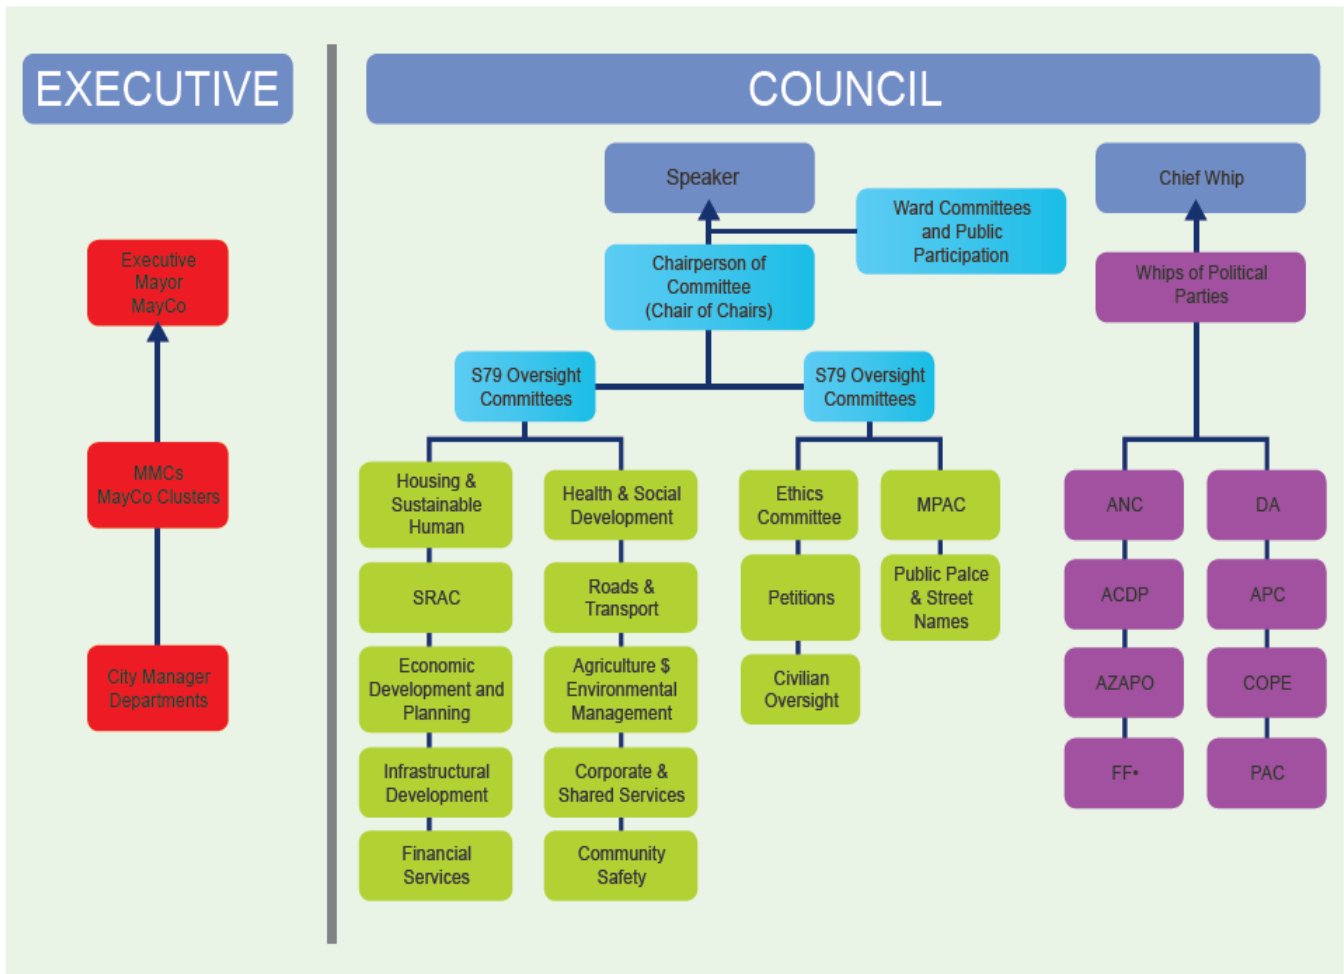 EXECUTIVE
COUNCIL
Executive
Mayor
MayCo
MMCs
MayCo Clusters
City Manager
Departments
Speaker
Chief Whip
Ward Committees
and Public
Participation
Chairperson of
Committee
(Chair of Chairs)
Whips of Political
Parties
S79 Oversight
Committees
S79 Oversight
Committees
Housing &
Sustainable
Human
SRAC
Economic
Development and
Planning
Infrastructural
Development
Financial
Services
Health & Social
Development
Roads &
Transport
Agriculture $
Environmental
Management
Corporate &
Shared Services
Community
Safety
Ethics
Committee
Petitions
Civilian
Oversight
MPAC
Public Palce
& Street
Names
ANC
ACDP
AZAPO
FF•
DA
APC
COPE
PAC